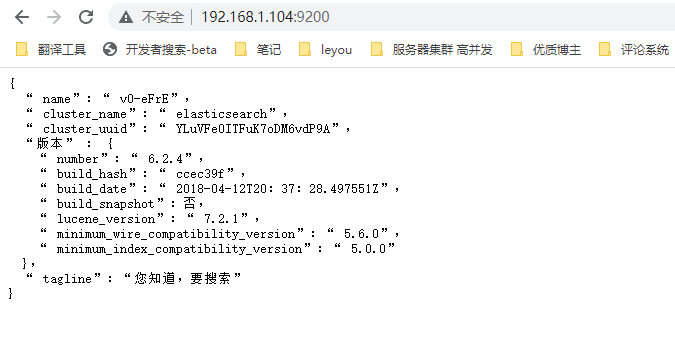 不安全 | 192.168.1.104:9200
翻译工具 开发者搜索-beta 笔记 leyou 服务器集群 高并发 优质博主 评论系统
{
“ name”：“ vO-eFrE”，
“ cluster_name”：“ elasticsearch”，
“ cluster_uuid”：“ YLuVFeOITFuK7oDM6vdP9A”，
“版本” ： {
“ number”：“ 6.2.4”，
“ build_hash”：“ ccec39f”，
“ build_date”：“ 2018-04-12T20：37：28.497551Z”，
“ build_snapshot”：否，
“ lucene_version”：“ 7.2.1”，
“ minimum_wire_compatibility_version”：“ 5.6.0”，
“ minimum_index_compatibility_version”：“ 5.0.0”
}，
“ tagline”：“您知道，要搜索”
}